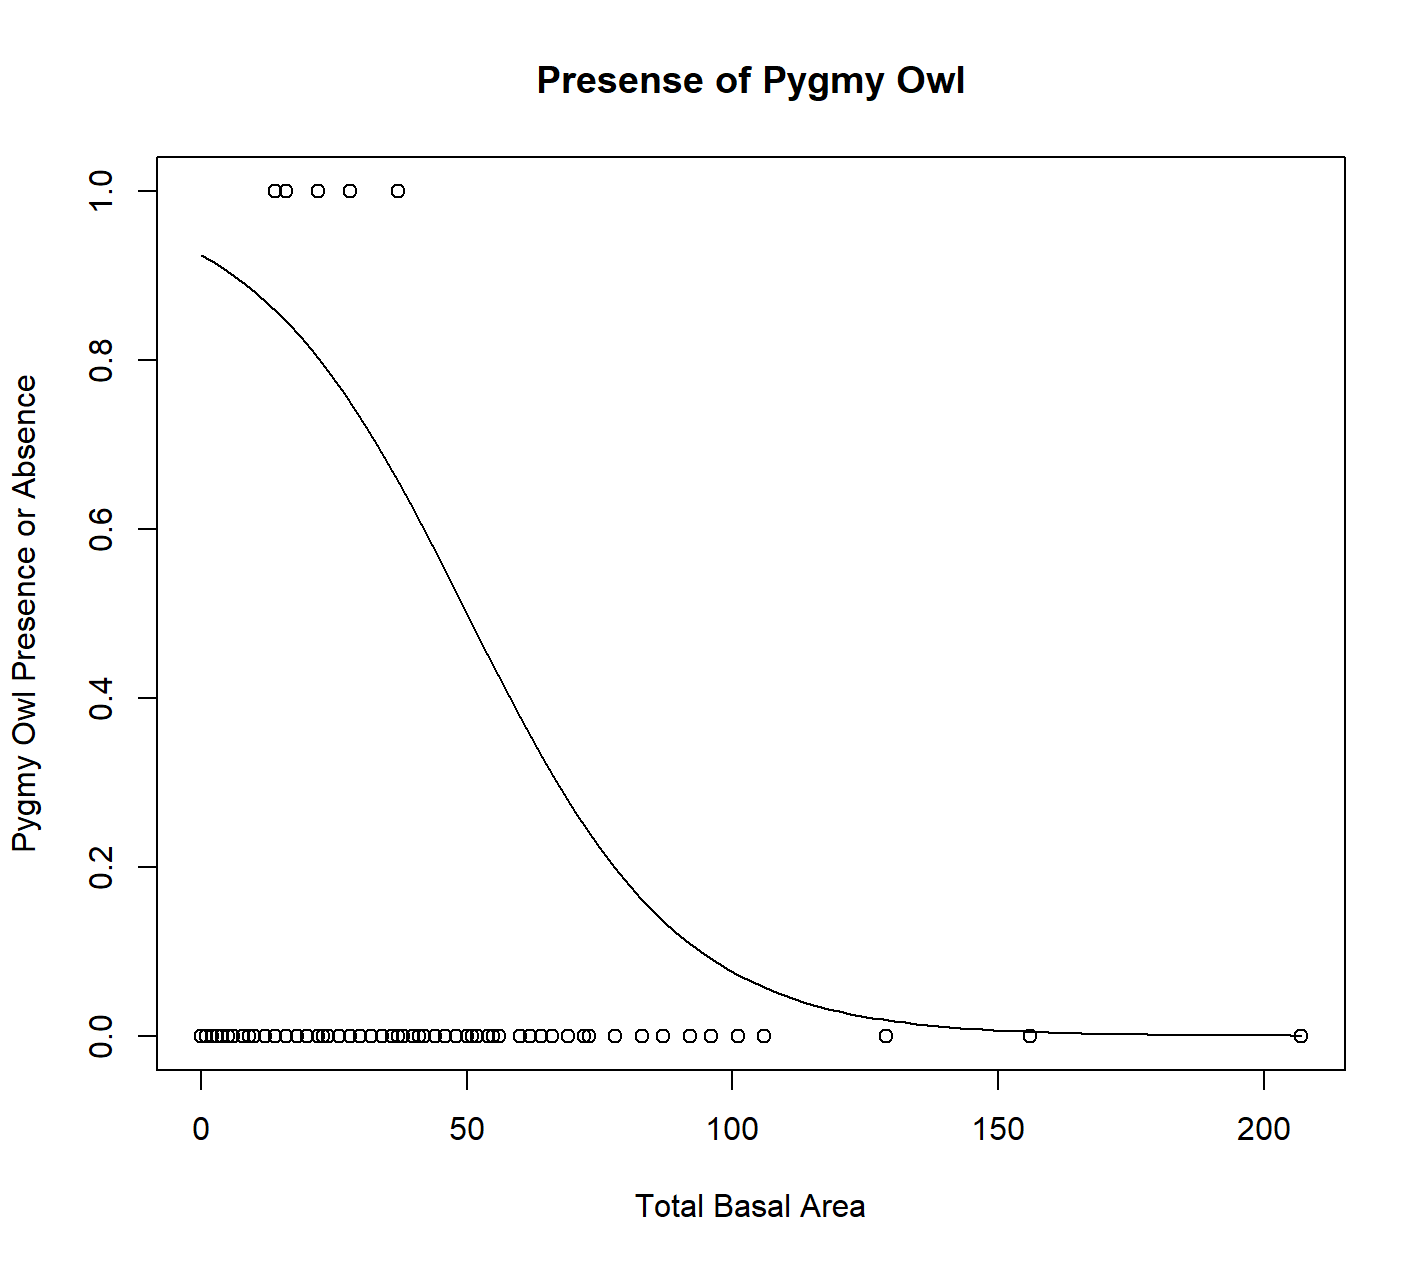 Presense of Pygmy Owl
Pygmy Owl Presence or Absence
1.0
0.8
0.6
0.4
0.2
0.0
0 50 100 150 200
Total Basal Area